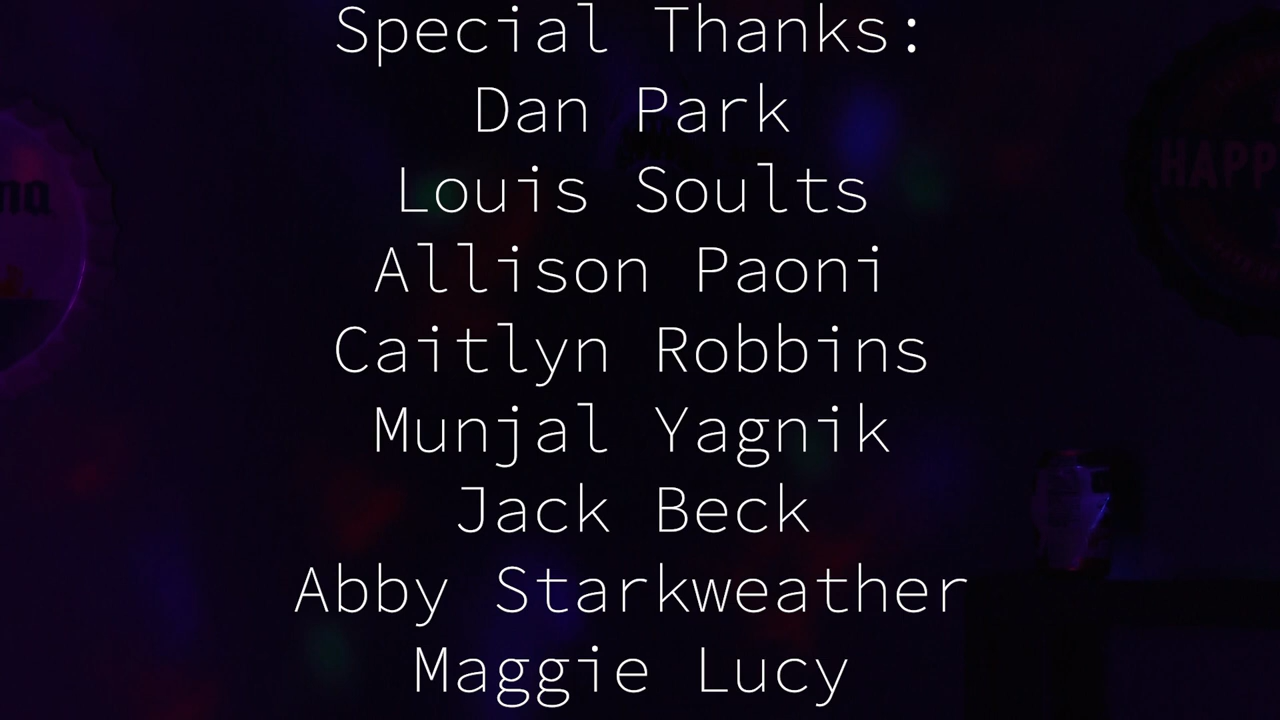 Special Thanks:
Dan Park
Louis Soults
Allison Paoni
Caitlyn Robbins
Munjal Yagnik
Jack Beck
Abby Starkweather
Maggie Lucy